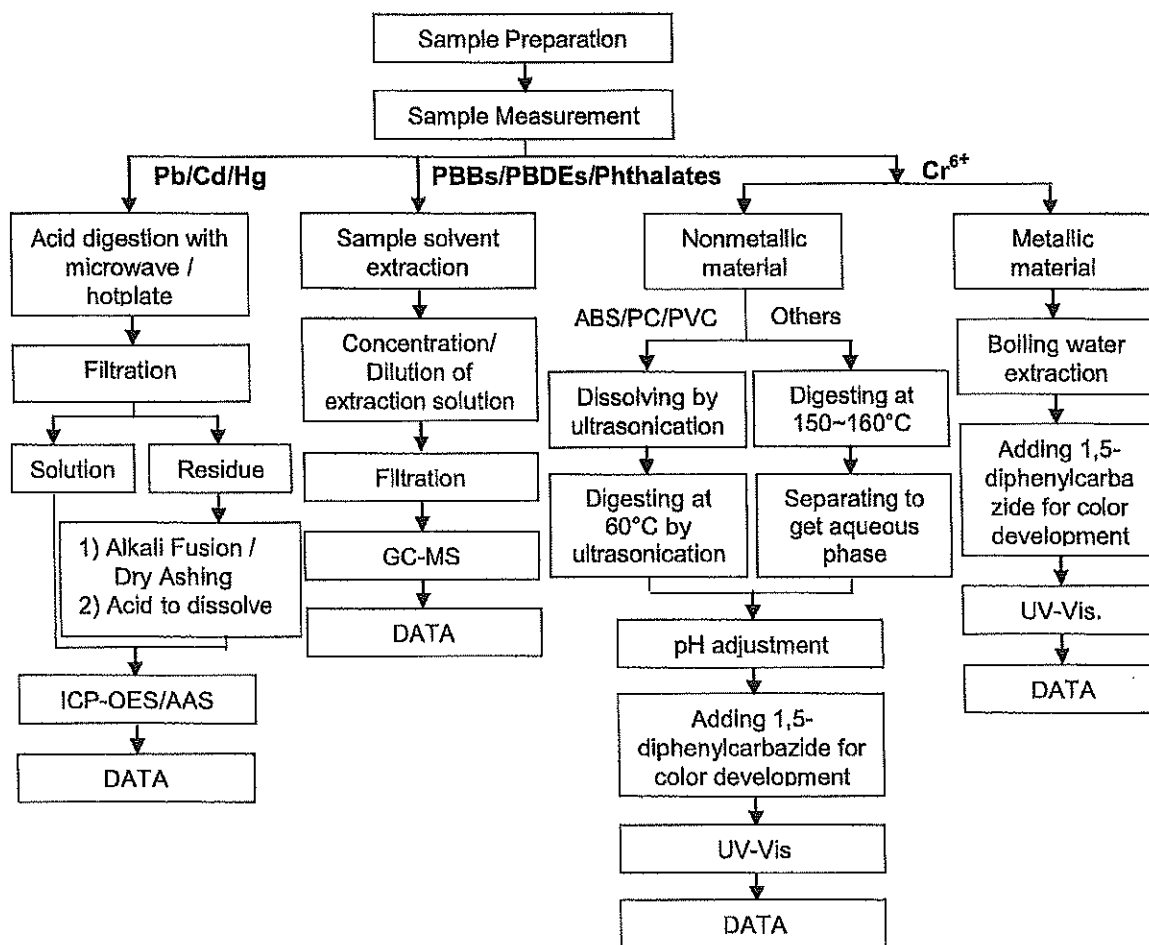 Sample Preparation
Sample Measurement
Pb/Cd/Hg
PBBs/PBDEs/Phthalates
Cr6+
Acid digestion with
microwave /
hotplate
Filtration
Solution
Residue
1) Alkali Fusion /
Dry Ashing
2) Acid to dissolve
ICP-OES/AAS
DATA
Sample solvent
extraction
Concentration/
Dilution of
extraction solution
Filtration
GC-MS
DATA
Nonmetallic
material
ABS/PC/PVC
Others
Dissolving by
ultrasonication
Digesting at
60°C by
ultrasonication
Digesting at
150~160°C
Separating to
get aqueous
phase
pH adjustment
Adding 1,5-
diphenylcarbazide for
color development
UV-Vis
DATA
Metallic
material
Boiling water
extraction
Adding 1,5-
diphenylcarba
zide for color
development
UV-Vis.
DATA